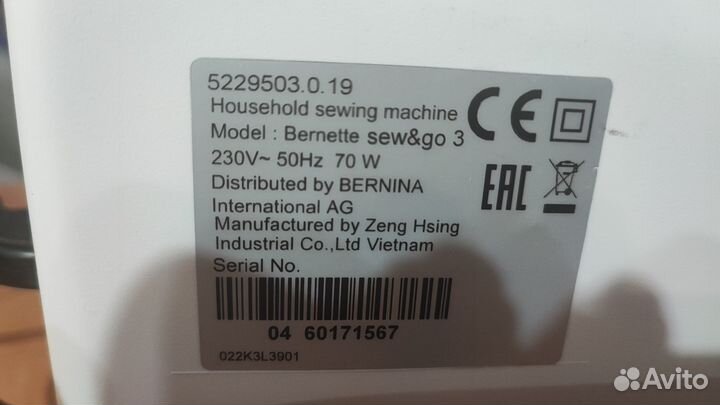 5229503.0.19
Household sewing machine
Model : Bernette sew&go 3
230V~ 50Hz 70 W
Distributed by BERNINA
International AG
Manufactured by Zeng Hsing
Industrial Co.,Ltd Vietnam
Serial No.
04 60171567
022K3L3901
CE
EAC
Avito